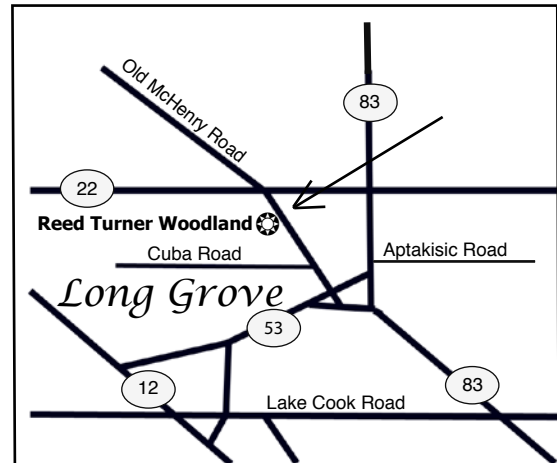 Old McHenry Road
83
22
Reed Turner Woodland
Cuba Road
Aptakisic Road
Long Grove
53
12
83
Lake Cook Road